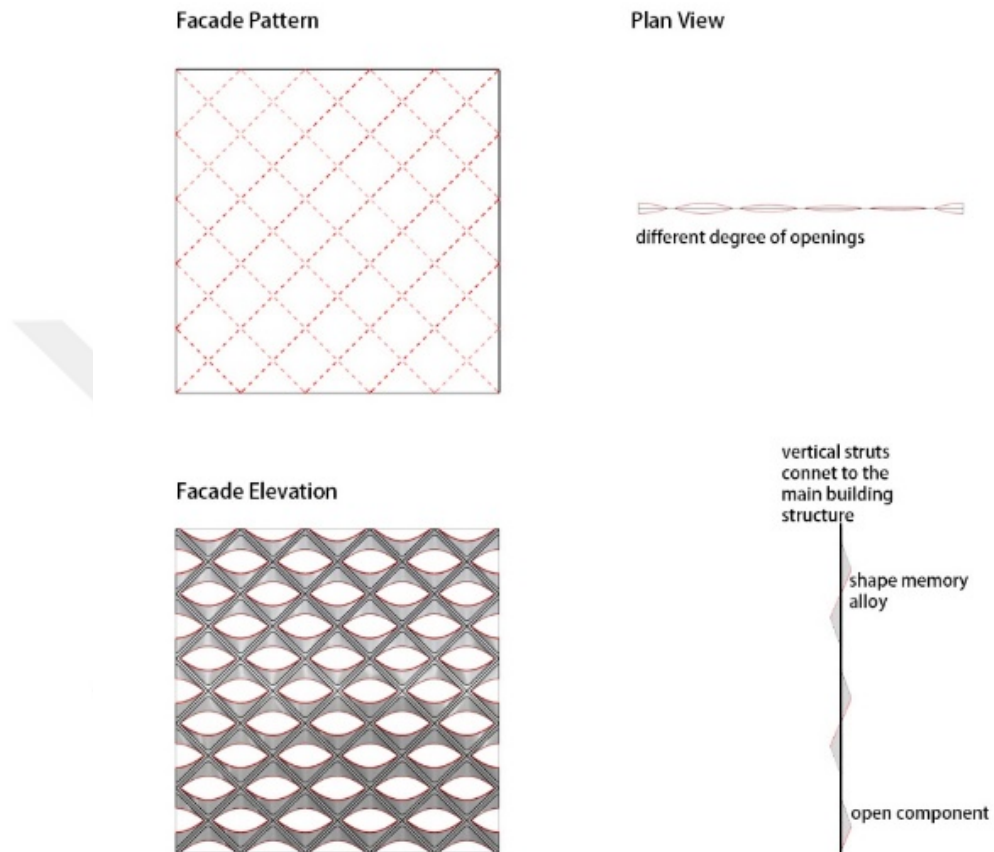 Facade Pattern
Plan View
different degree of openings
Facade Elevation
vertical struts
connet to the
main building
structure
shape memory
alloy
open component